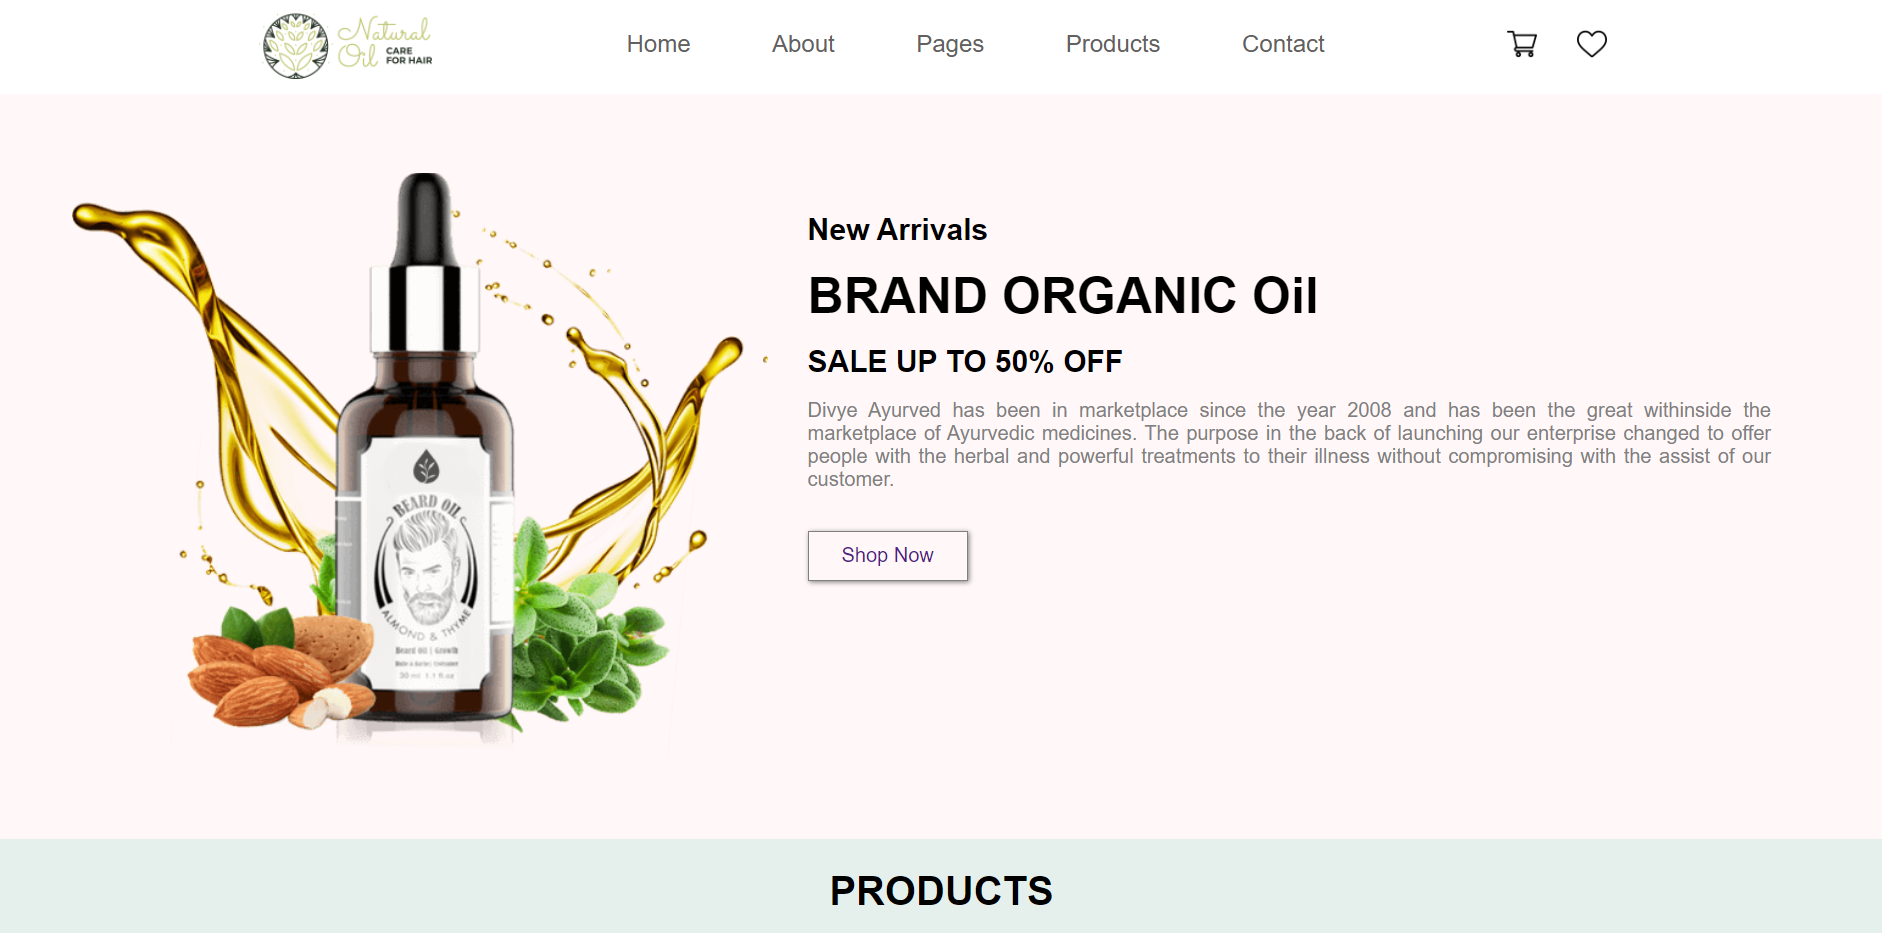 Natural
Oil CARE
FOR HAIR
Home About Pages Products Contact
New Arrivals
BRAND ORGANIC Oil
SALE UP TO 50% OFF
Divye Ayurved has been in marketplace since the year 2008 and has been the great withinside the
marketplace of Ayurvedic medicines. The purpose in the back of launching our enterprise changed to offer
people with the herbal and powerful treatments to their illness without compromising with the assist of our
customer.
Shop Now
BEARD OIL
ALMOND & THYME
Beard Oil | Growth
30 ml 1.1 fl oz
PRODUCTS